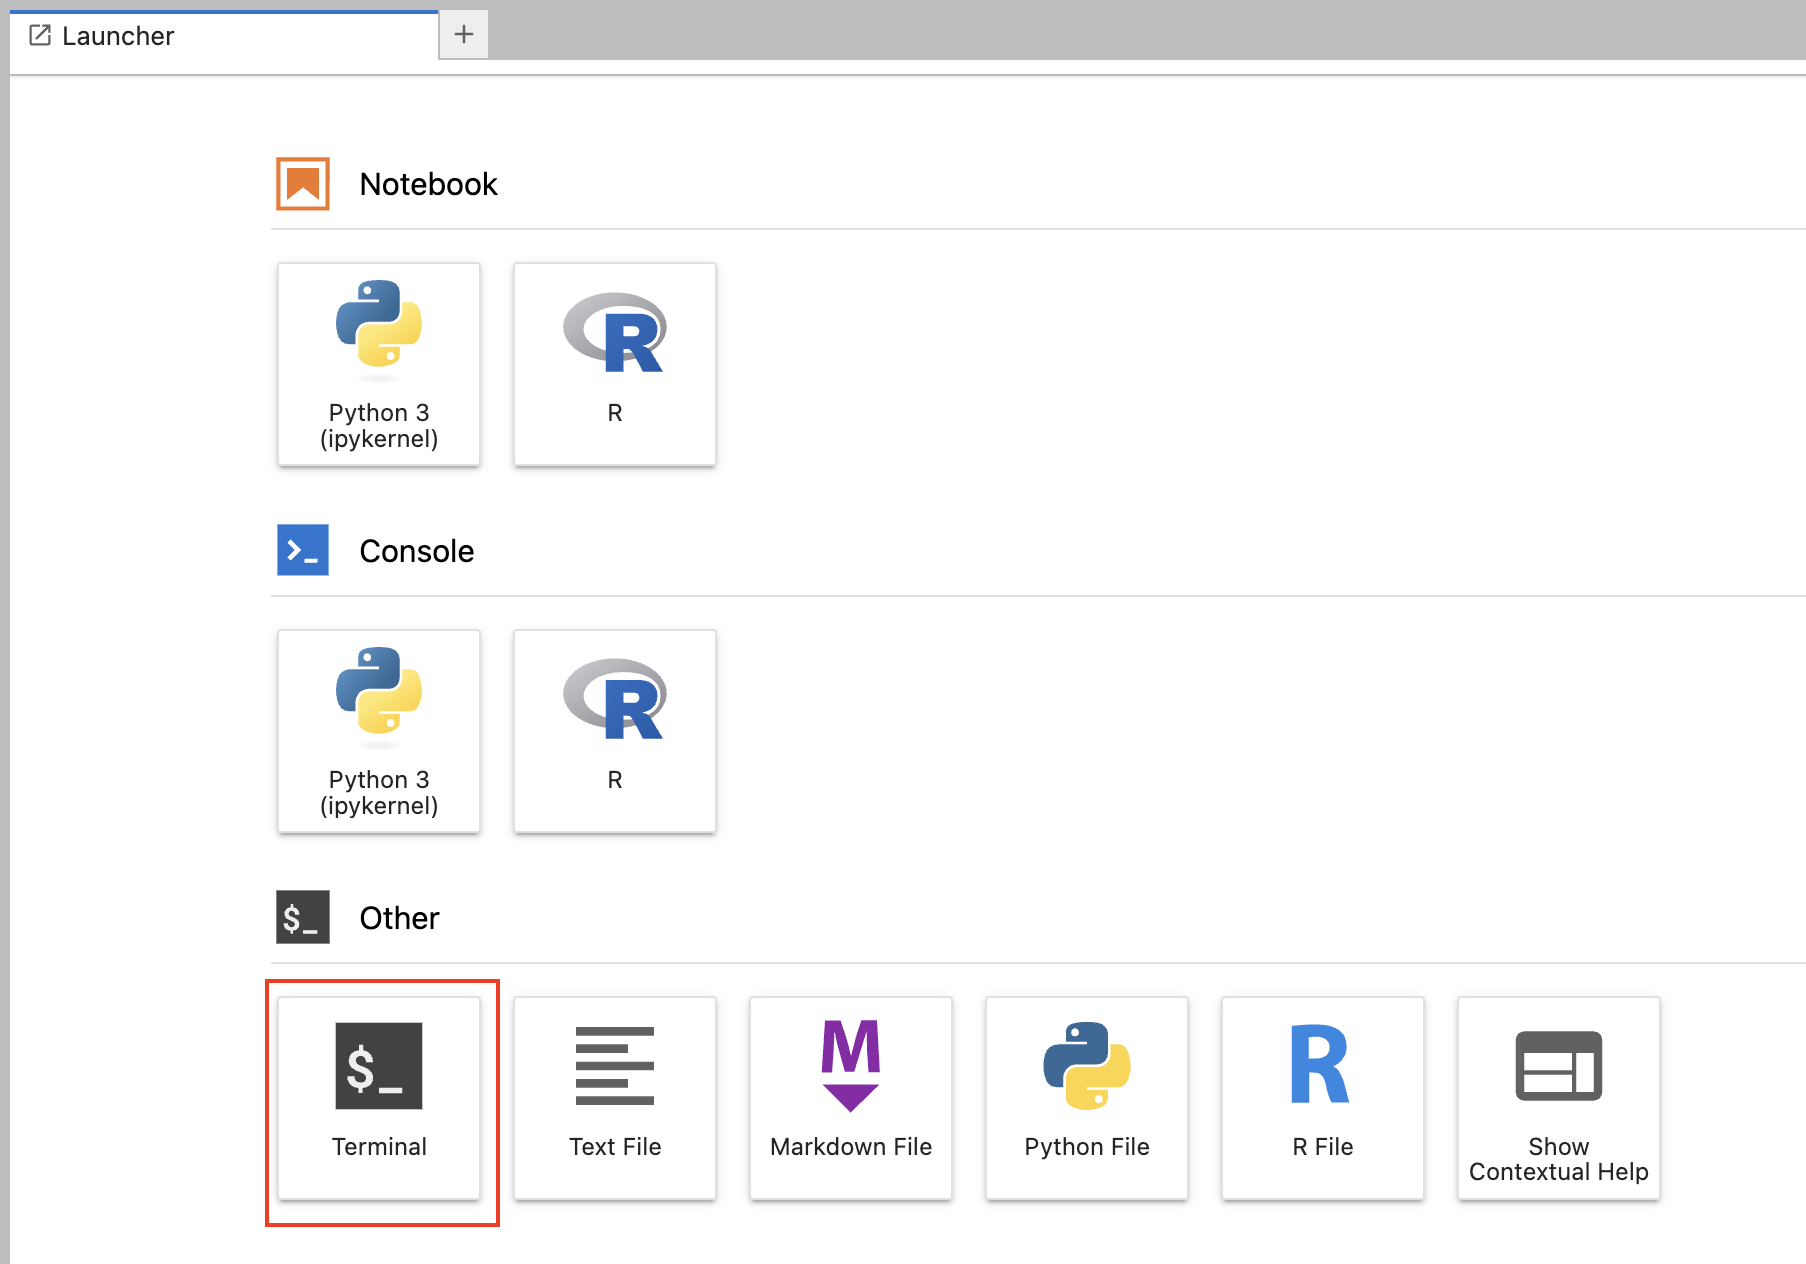 Launcher
Notebook
Python 3
(ipykernel)
R
Console
Python 3
(ipykernel)
R
$_ Other
$_
Terminal
Text File
M
Markdown File
Python File
R
R File
Show
Contextual Help